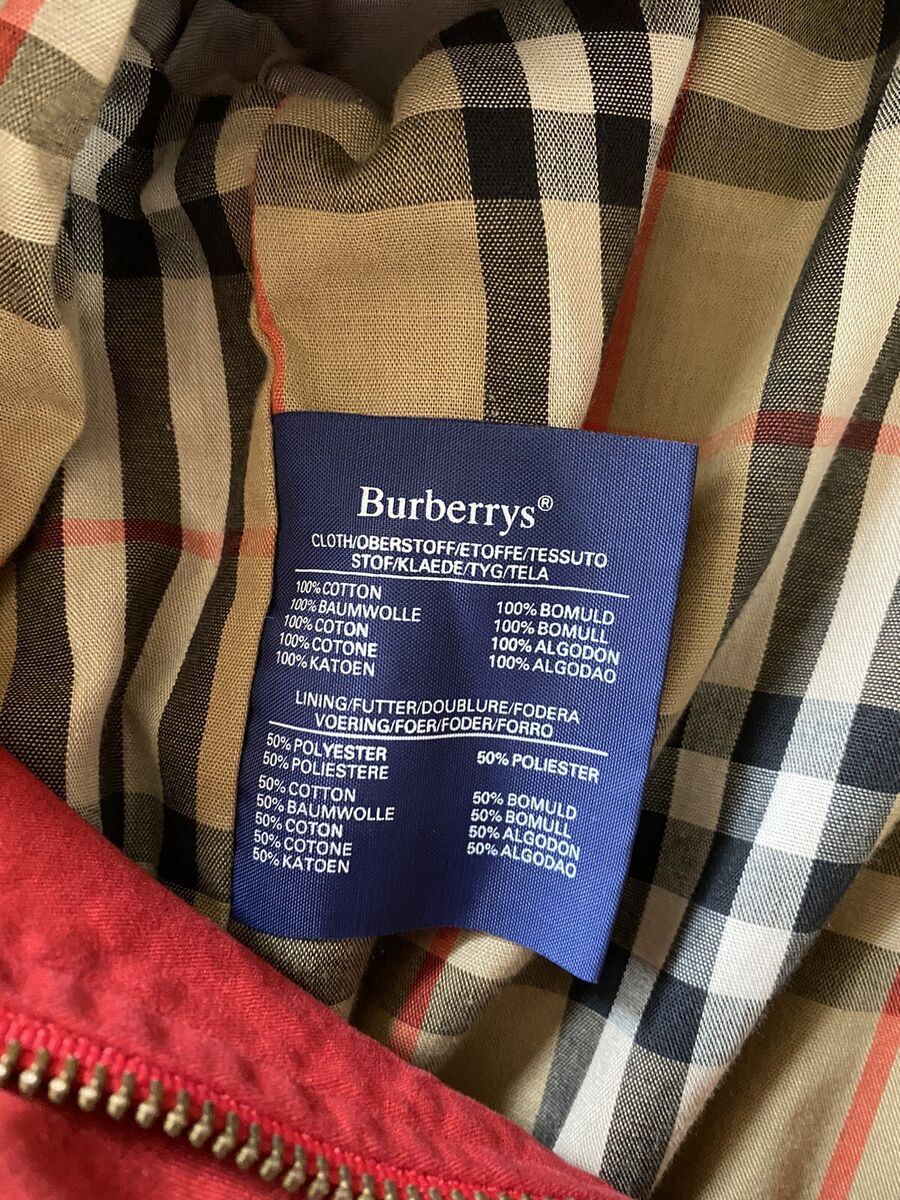 Burberrys®
CLOTH/OBERSTOFF/ETOFFE/TESSUTO
STOF/KLAEDE/TYG/TELA
100% COTTON
100% BAUMWOLLE
100% COTON
100% COTONE
100% KATOEN
100% BOMULD
100% BOMULL
100% ALGODON
100% ALGODAO
LINING/FUTTER/DOUBLURE/FODERA
VOERING/FOER/FODER/FORRO
50% POLYESTER
50% POLIESTERE
50% POLIESTER
50% COTTON
50% BAUMWOLLE
50% COTON
50% COTONE
50% KATOEN
50% BOMULD
50% BOMULL
50% ALGODON
50% ALGODAO